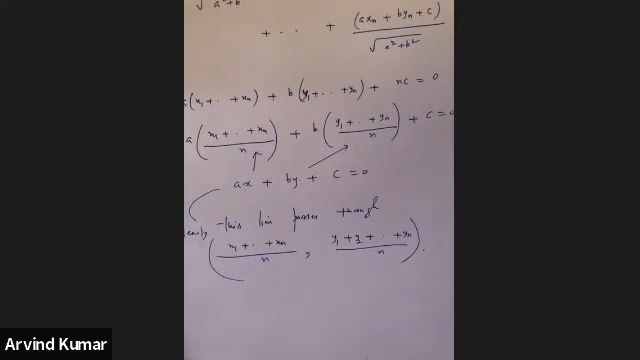 √a²+b
+ . . + (axn + byn + c) / √a²+b²
(x1 + . . + xn) + b (y1 + . . + yn) + nc = 0
a (x1 + . . + xn / n) + b (y1 + . . + yn / n) + c = 0
ax + by + c = 0
this line passes through
(x1 + . . + xn / n , y1 + y2 + . . + yn / n).
Arvind Kumar